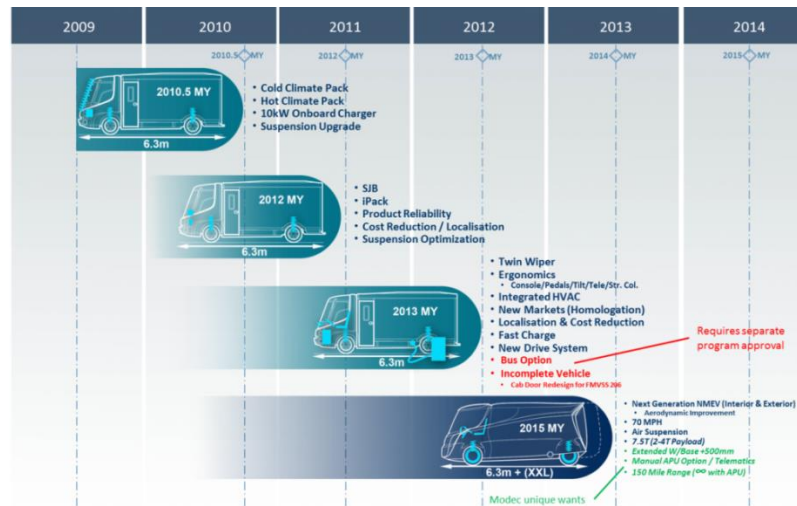 2009 2010 2011 2012 2013 2014
2010.5 MY 2012 MY 2013 MY 2014 MY 2015 MY
2010.5 MY
6.3m
• Cold Climate Pack
• Hot Climate Pack
• 10kW Onboard Charger
• Suspension Upgrade
2012 MY
6.3m
• SJB
• iPack
• Product Reliability
• Cost Reduction / Localisation
• Suspension Optimization
2013 MY
6.3m
• Twin Wiper
• Ergonomics
• Console/Pedals/Tilt/Tele/Str. Col.
• Integrated HVAC
• New Markets (Homologation)
• Localisation & Cost Reduction
• Fast Charge
• New Drive System
• Bus Option
• Incomplete Vehicle
• Cab Door Redesign for FMVSS 206
Requires separate
program approval
2015 MY
6.3m + (XXL)
• Next Generation NMEV (Interior & Exterior)
• Aerodynamic Improvement
• 70 MPH
• Air Suspension
• 7.5T (2-4T Payload)
• Extended W/Base +500mm
• Manual APU Option / Telematics
• 150 Mile Range (∞ with APU)
Modec unique wants